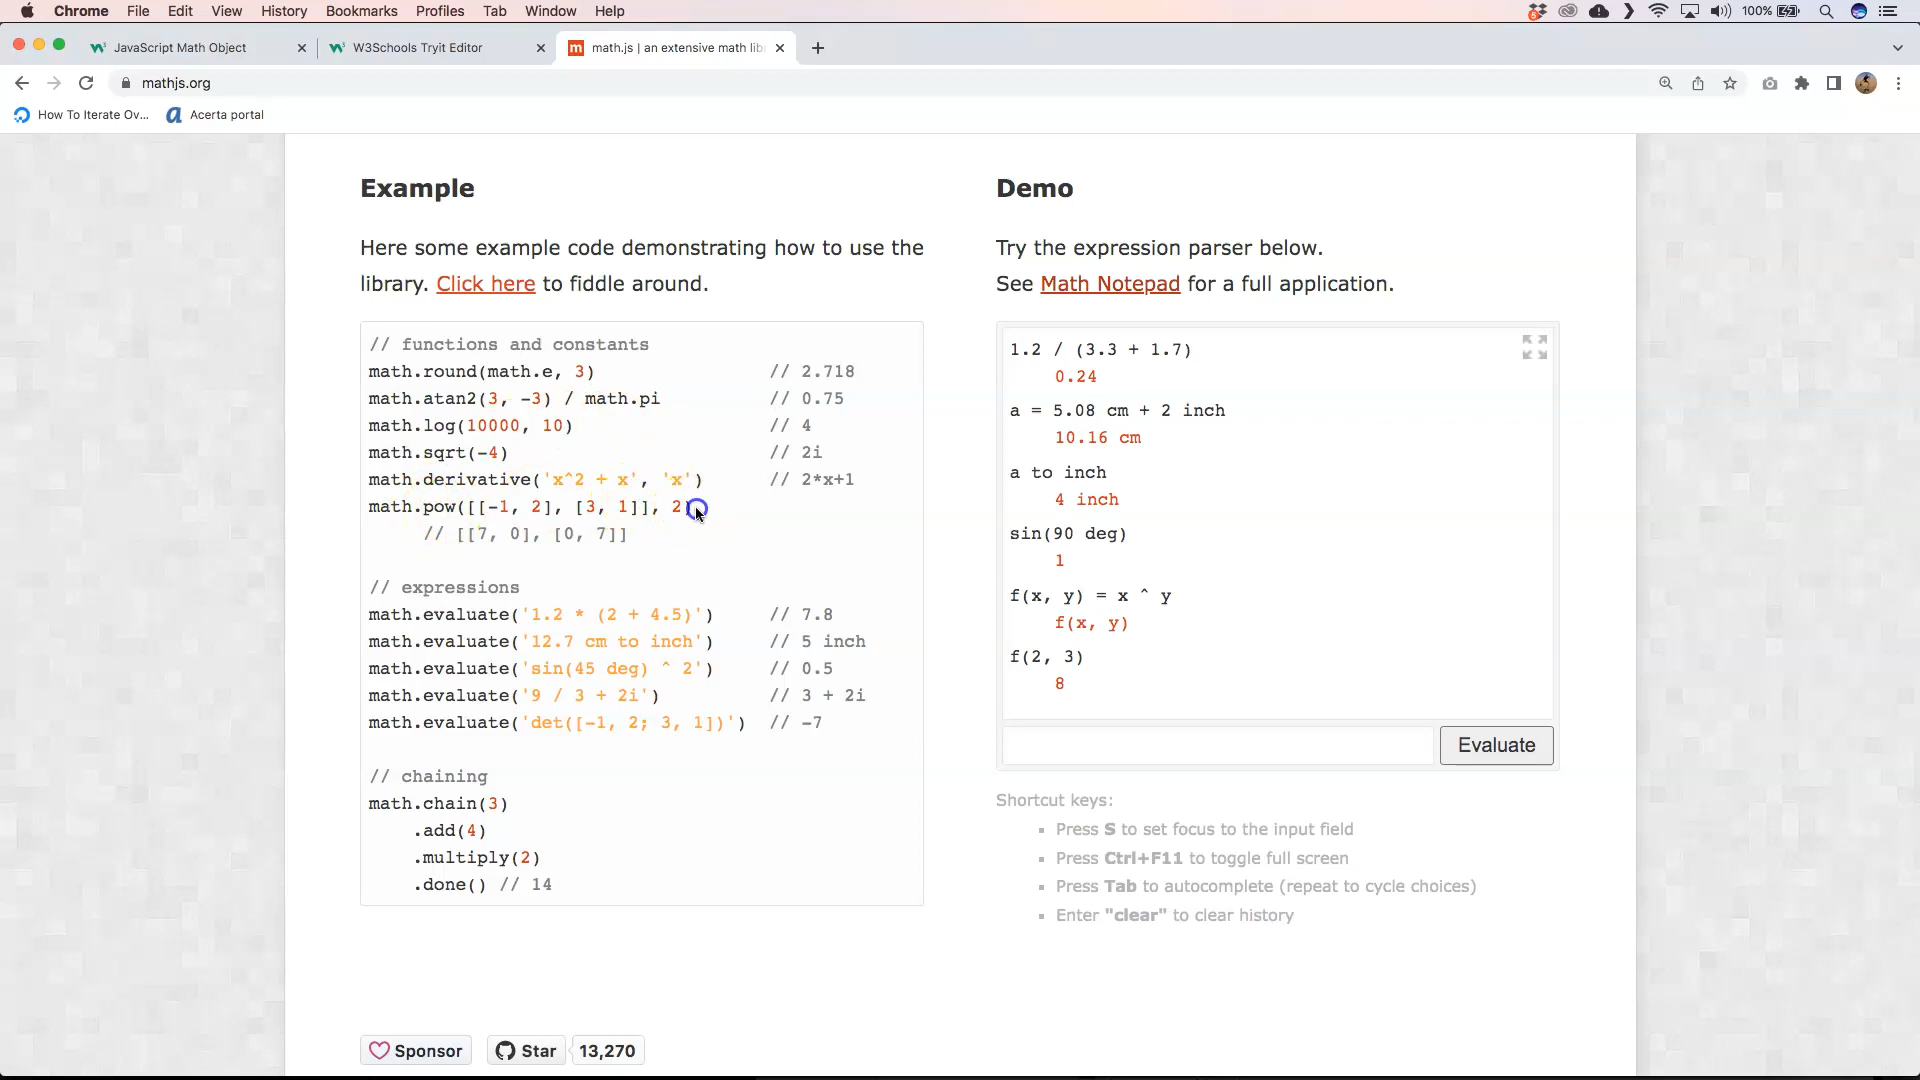 Chrome File Edit View History Bookmarks Profiles Tab Window Help 100%
JavaScript Math Object
W3Schools Tryit Editor
math.js | an extensive math lib
mathjs.org
How To Iterate Ov...
Acerta portal
Example
Here some example code demonstrating how to use the
library. Click here to fiddle around.
// functions and constants
math.round(math.e, 3) // 2.718
math.atan2(3, -3) / math.pi // 0.75
math.log(10000, 10) // 4
math.sqrt(-4) // 2i
math.derivative('x^2 + x', 'x') // 2*x+1
math.pow([[-1, 2], [3, 1]], 2)
// [[7, 0], [0, 7]]
// expressions
math.evaluate('1.2 * (2 + 4.5)') // 7.8
math.evaluate('12.7 cm to inch') // 5 inch
math.evaluate('sin(45 deg) ^ 2') // 0.5
math.evaluate('9 / 3 + 2i') // 3 + 2i
math.evaluate('det([-1, 2; 3, 1])') // -7
// chaining
math.chain(3)
.add(4)
.multiply(2)
.done() // 14
Demo
Try the expression parser below.
See Math Notepad for a full application.
1.2 / (3.3 + 1.7)
0.24
a = 5.08 cm + 2 inch
10.16 cm
a to inch
4 inch
sin(90 deg)
1
f(x, y) = x ^ y
f(x, y)
f(2, 3)
8
Evaluate
Shortcut keys:
Press S to set focus to the input field
Press Ctrl+F11 to toggle full screen
Press Tab to autocomplete (repeat to cycle choices)
Enter "clear" to clear history
Sponsor
Star
13,270